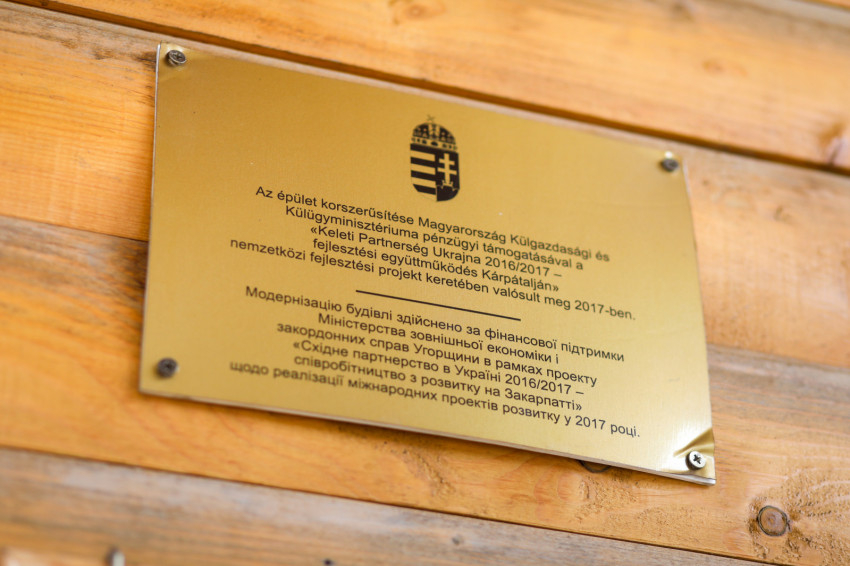 Az épület korszerűsítése Magyarország Külgazdasági és
Külügyminisztériuma pénzügyi támogatásával a
«Keleti Partnerség Ukrajna 2016/2017 –
fejlesztési együttműködés Kárpátalján»
nemzetközi fejlesztési projekt keretében valósult meg 2017-ben.
Модернізацію будівлі здійснено за фінансової підтримки
Міністерства зовнішньої економіки і
закордонних справ Угорщини в рамках проекту
«Східне партнерство в Україні 2016/2017 –
співробітництво з розвитку на Закарпатті»
щодо реалізації міжнародних проектів розвитку у 2017 році.